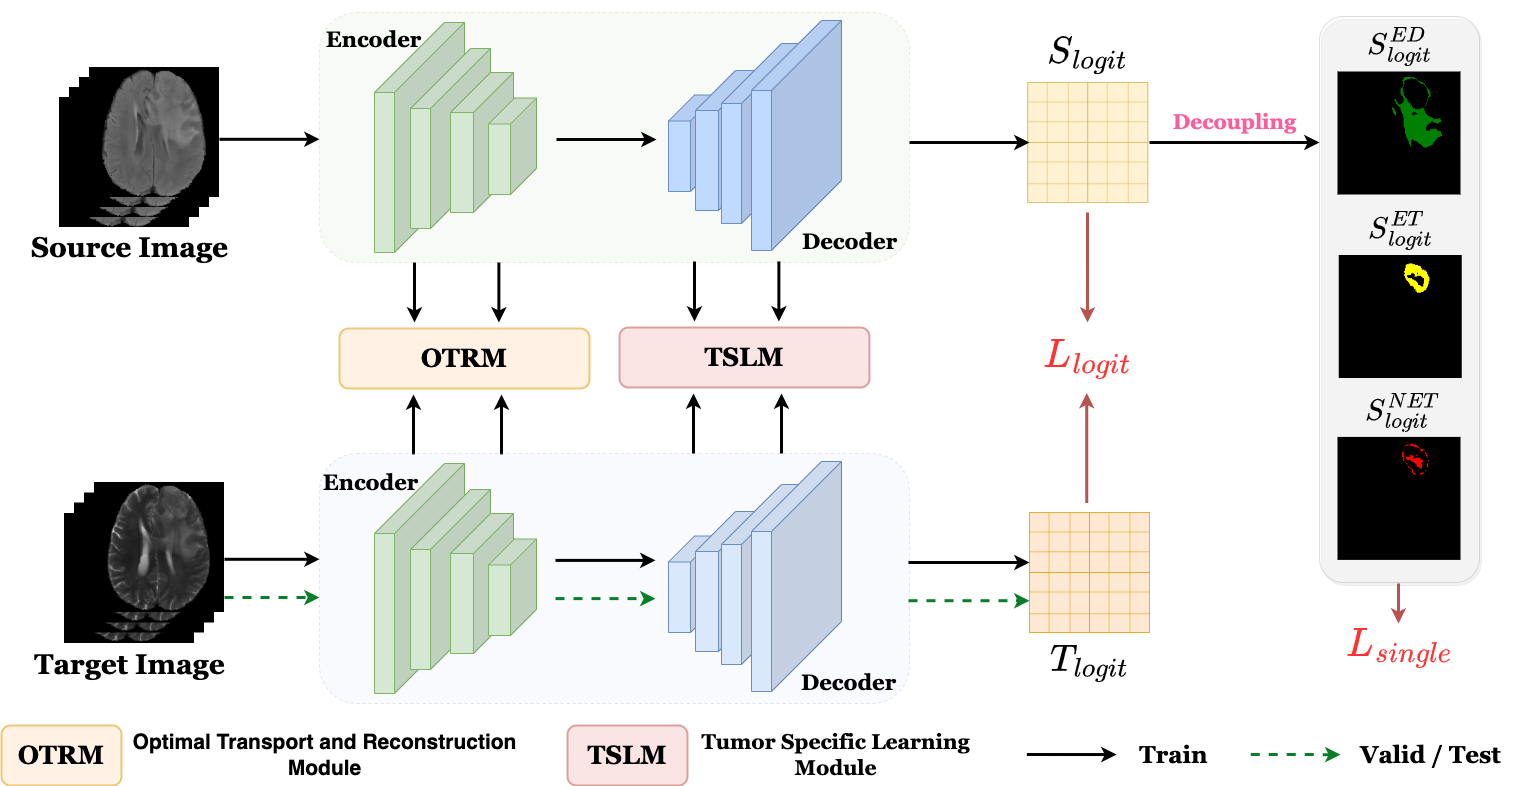 Encoder
Decoder
Source Image
S_{logit}
Decoupling
S_{logit}^{ED}
S_{logit}^{ET}
S_{logit}^{NET}
OTRM
TSLM
L_{logit}
Encoder
Decoder
Target Image
T_{logit}
L_{single}
OTRM
Optimal Transport and Reconstruction
Module
TSLM
Tumor Specific Learning
Module
Train
Valid / Test